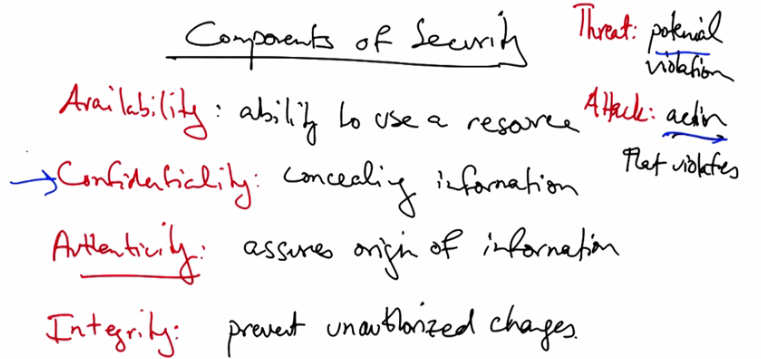 Components of Security
Threat: potenial
violation
Availability: ability to use a resource
Attack: action
that violates
Confidentiality: concealing information
Authenticity: assures origin of information
Integrity: prevent unauthorized changes.